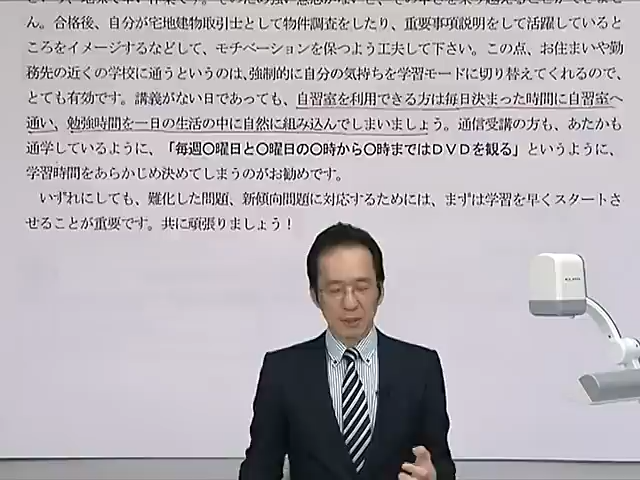 ん。合格後、自分が宅地建物取引士として物件調査をしたり、重要事項説明をして活躍していると
ころをイメージするなどして、モチベーションを保つよう工夫して下さい。この点、お住まいや勤
務先の近くの学校に通うというのは、強制的に自分の気持ちを学習モードに切り替えてくれるので、
とても有効です。講義がない日であっても、自習室を利用できる方は毎日決まった時間に自習室へ
通い、勉強時間を一日の生活の中に自然に組み込んでしまいましょう。通信受講の方も、あたかも
通学しているように、「毎週〇曜日と〇曜日の〇時から〇時まではＤＶＤを観る」というように、
学習時間をあらかじめ決めてしまうのがお勧めです。
いずれにしても、難化した問題、新傾向問題に対応するためには、まずは学習を早くスタートさ
せることが重要です。共に頑張りましょう！